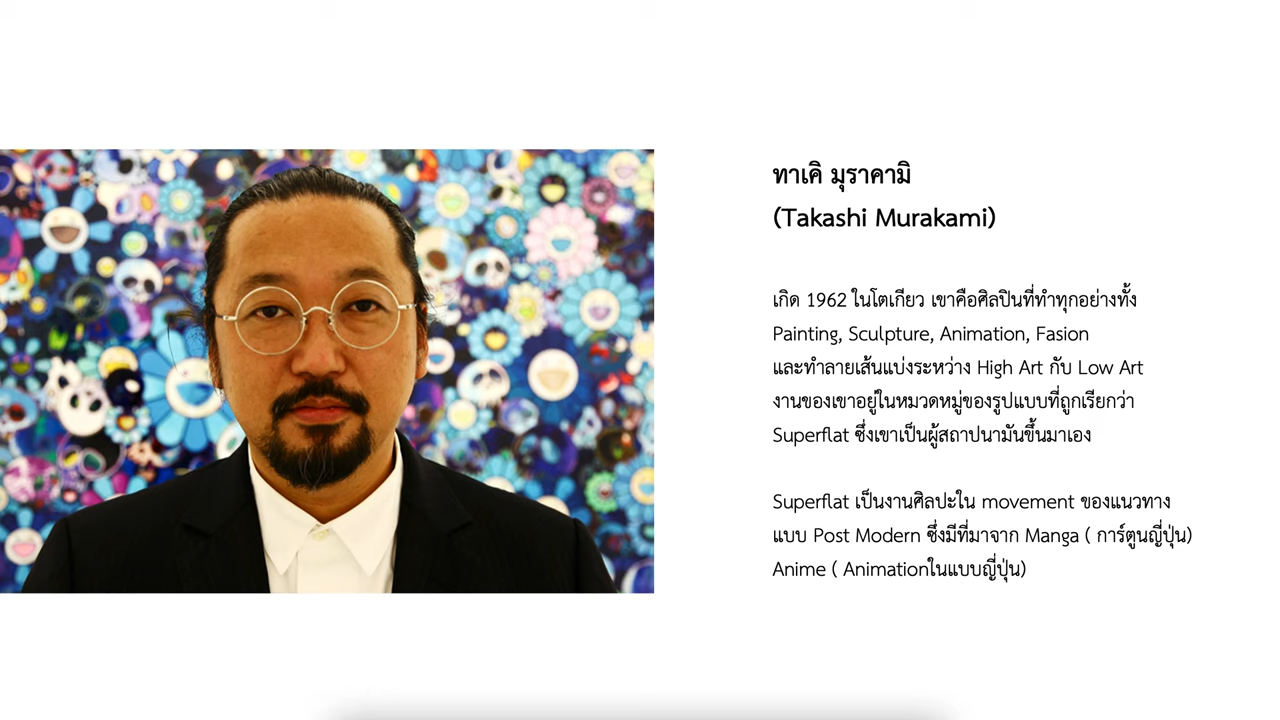 ทาเคิ มุราคามิ
(Takashi Murakami)
เกิด 1962 ในโตเกียว เขาคือศิลปินที่ทำทุกอย่างทั้ง
Painting, Sculpture, Animation, Fasion
และทำลายเส้นแบ่งระหว่าง High Art กับ Low Art
งานของเขาอยู่ในหมวดหมู่ของรูปแบบที่ถูกเรียกว่า
Superflat ซึ่งเขาเป็นผู้สถาปนามันขึ้นมาเอง
Superflat เป็นงานศิลปะใน movement ของแนวทาง
แบบ Post Modern ซึ่งมีที่มาจาก Manga ( การ์ตูนญี่ปุ่น)
Anime ( Animationในแบบญี่ปุ่น)